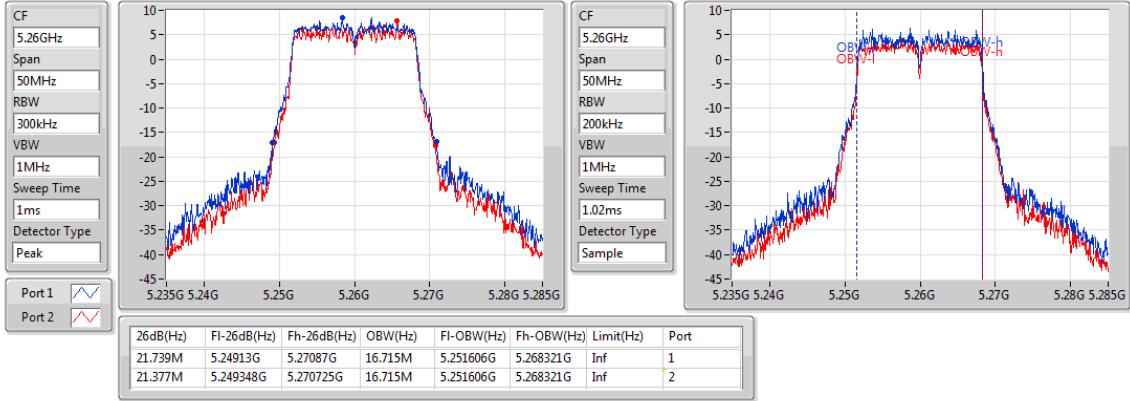 CF
5.26GHz
Span
50MHz
RBW
300kHz
VBW
1MHz
Sweep Time
1ms
Detector Type
Peak
Port 1
Port 2
10
5
0
-5
-10
-15
-20
-25
-30
-35
-40
-45
5.235G 5.24G 5.25G 5.26G 5.27G 5.28G 5.285G
CF
5.26GHz
Span
50MHz
RBW
200kHz
VBW
1MHz
Sweep Time
1.02ms
Detector Type
Sample
10
5
0
-5
-10
-15
-20
-25
-30
-35
-40
-45
OBW-l
5.235G 5.24G 5.25G 5.26G 5.27G 5.28G 5.285G
26dB(Hz) Fl-26dB(Hz) Fh-26dB(Hz) OBW(Hz) Fl-OBW(Hz) Fh-OBW(Hz) Limit(Hz) Port
21.739M 5.24913G 5.27087G 16.715M 5.251606G 5.268321G Inf 1
21.377M 5.249348G 5.270725G 16.715M 5.251606G 5.268321G Inf 2